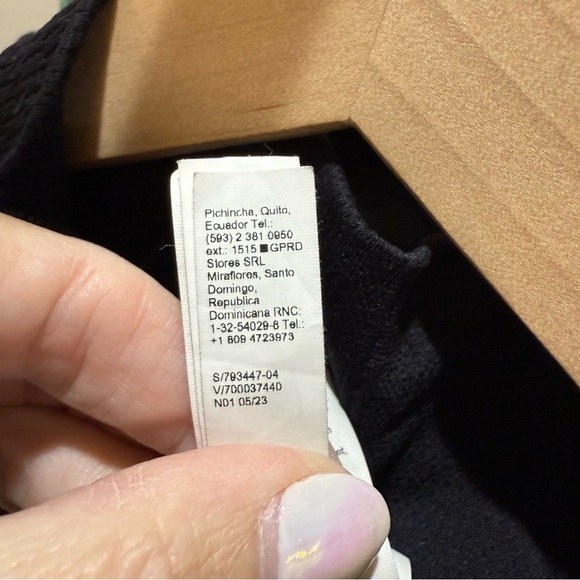 Pichincha, Quito,
Ecuador Tel.:
(593) 2 381 0950
ext.: 1515 ■GPRD
Stores SRL
Miraflores, Santo
Domingo,
Republica
Dominicana RNC:
1-32-54029-8 Tel.:
+1 809 4723973
S/793447-04
V/700037440
N01 05/23